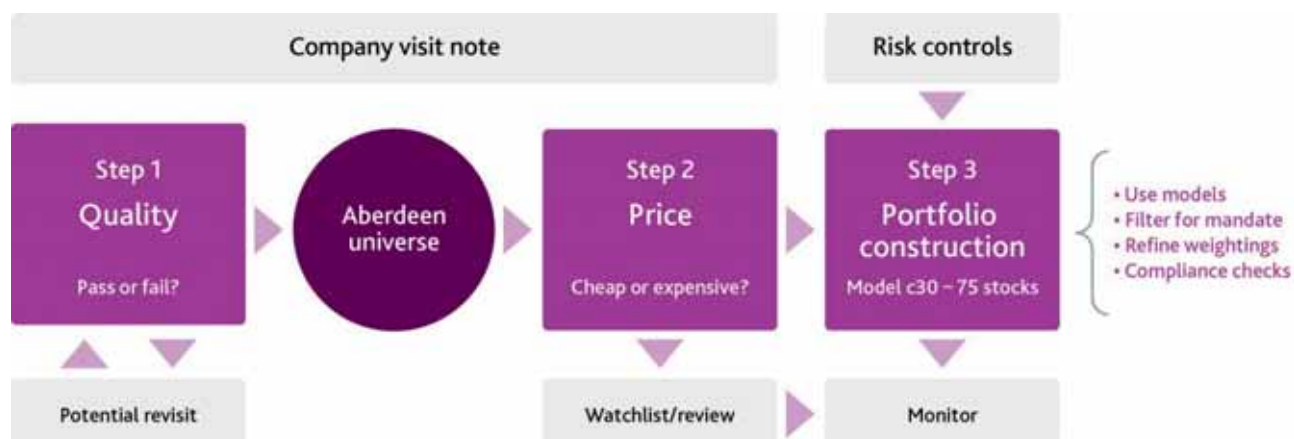 Company visit note
Risk controls
Step 1
Quality
Pass or fail?
Aberdeen
universe
Step 2
Price
Cheap or expensive?
Step 3
Portfolio
construction
Model c30 – 75 stocks
• Use models
• Filter for mandate
• Refine weightings
• Compliance checks
Potential revisit
Watchlist/review
Monitor